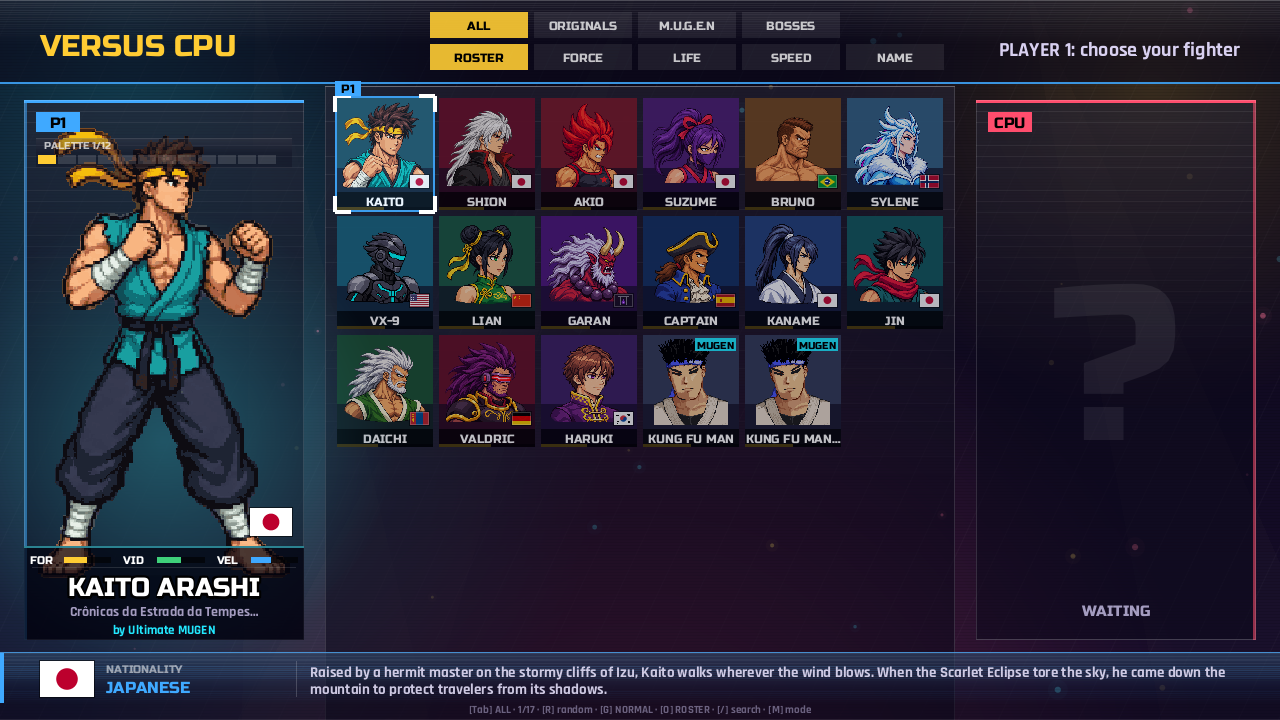 VERSUS CPU
ALL
ORIGINALS
M.U.G.E.N
BOSSES
ROSTER
FORCE
LIFE
SPEED
NAME
PLAYER 1: choose your fighter
P1
PALETTE 1/12
FOR
VID
VEL
KAITO ARASHI
Crônicas da Estrada da Tempes...
by Ultimate MUGEN
P1
KAITO
SHION
AKIO
SUZUME
BRUNO
SYLENE
VX-9
LIAN
GARAN
CAPTAIN
KANAME
JIN
DAICHI
VALDRIC
HARUKI
MUGEN
KUNG FU MAN
MUGEN
KUNG FU MAN...
CPU
?
WAITING
NATIONALITY
JAPANESE
Raised by a hermit master on the stormy cliffs of Izu, Kaito walks wherever the wind blows. When the Scarlet Eclipse tore the sky, he came down the
mountain to protect travelers from its shadows.
[Tab] ALL · 1/17 · [R] random · [G] NORMAL · [O] ROSTER · [/] search · [M] mode